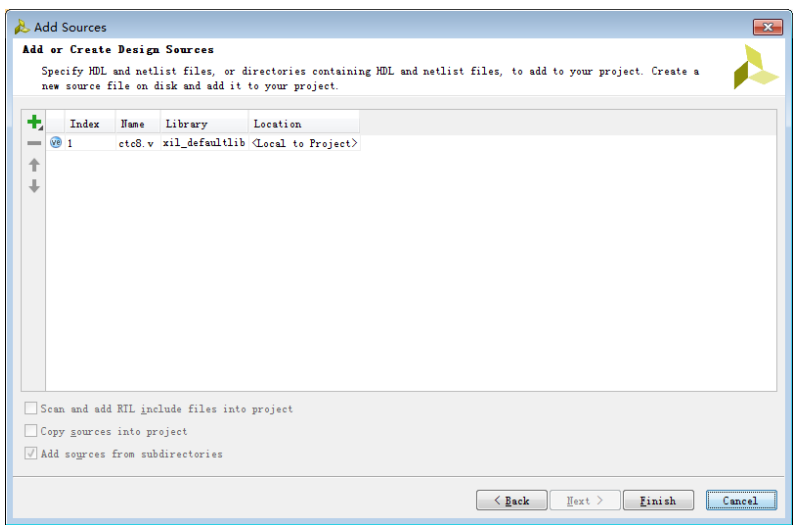 Add Sources
Add or Create Design Sources
Specify HDL and netlist files, or directories containing HDL and netlist files, to add to your project. Create a
new source file on disk and add it to your project.
Index Name Library Location
1 ctc8.v xil_defaultlib <Local to Project>
Scan and add RTL include files into project
Copy sources into project
Add sources from subdirectories
< Back Next > Finish Cancel